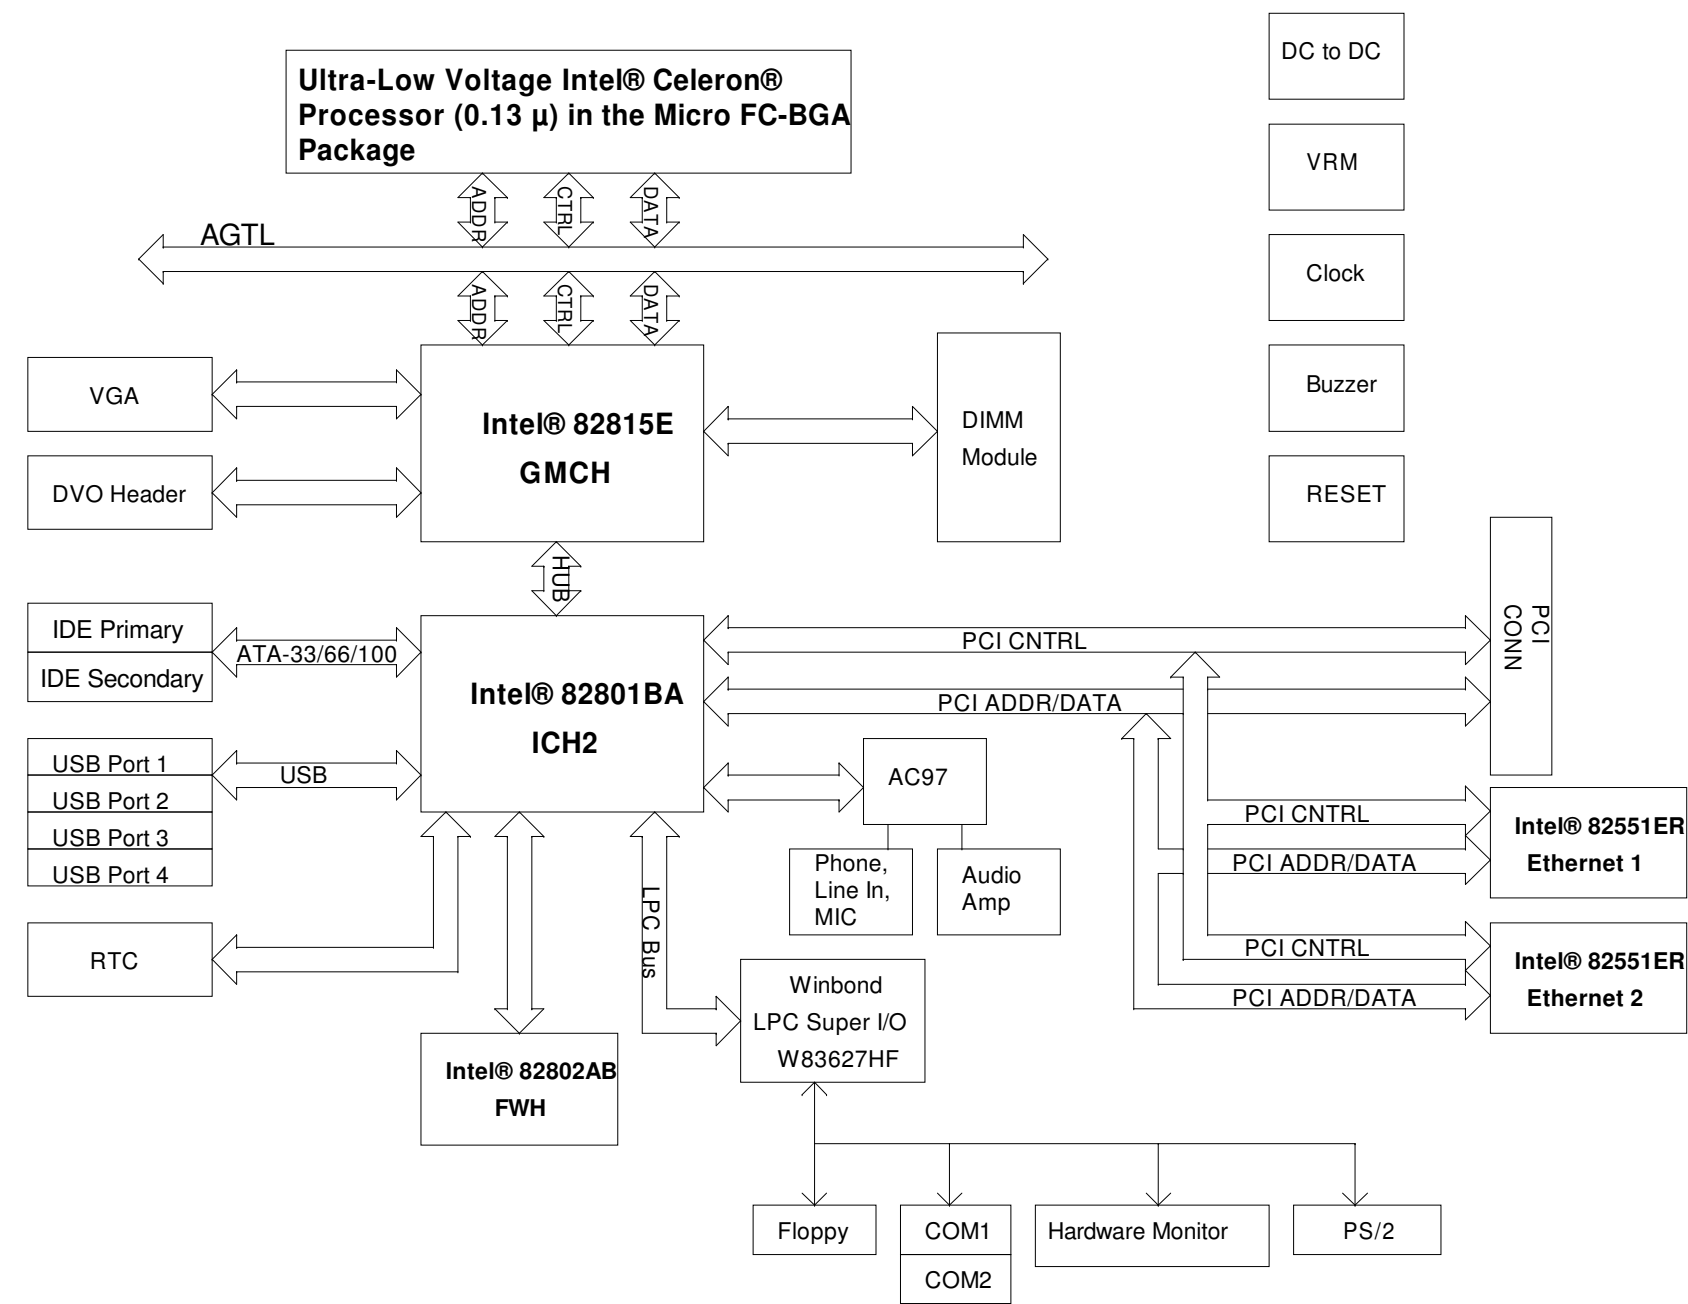 DC to DC
Ultra-Low Voltage Intel® Celeron®
Processor (0.13 µ) in the Micro FC-BGA
Package
VRM
ADDR
CTRL
DATA
AGTL
Clock
ADDR
CTRL
DATA
VGA
Intel® 82815E
GMCH
DIMM
Module
Buzzer
DVO Header
RESET
HUB
IDE Primary
IDE Secondary
ATA-33/66/100
Intel® 82801BA
ICH2
PCI CNTRL
PCI ADDR/DATA
PCI
CONN
USB Port 1
USB Port 2
USB Port 3
USB Port 4
USB
AC97
Phone,
Line In,
MIC
Audio
Amp
PCI CNTRL
PCI ADDR/DATA
Intel® 82551ER
Ethernet 1
RTC
LPC Bus
PCI CNTRL
PCI ADDR/DATA
Intel® 82551ER
Ethernet 2
Winbond
LPC Super I/O
W83627HF
Intel® 82802AB
FWH
Floppy
COM1
COM2
Hardware Monitor
PS/2